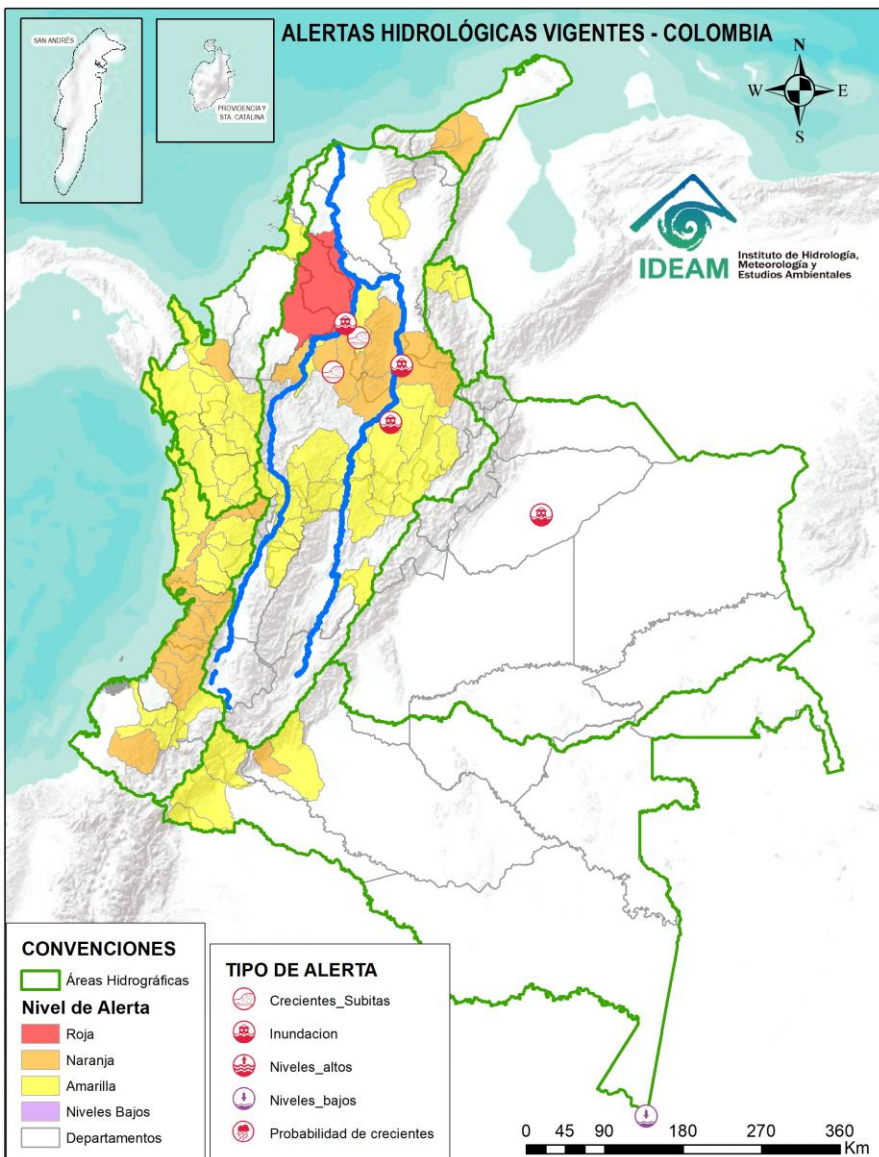 ALERTAS HIDROLÓGICAS VIGENTES - COLOMBIA
SAN ANDRÉS
PROVIDENCIA Y
STA. CATALINA
N
W
E
S
IDEAM
Instituto de Hidrología,
Meteorología y
Estudios Ambientales
CONVENCIONES
Áreas Hidrográficas
Nivel de Alerta
Roja
Naranja
Amarilla
Niveles Bajos
Departamentos
TIPO DE ALERTA
Crecientes_Subitas
Inundacion
Niveles_altos
Niveles_bajos
Probabilidad de crecientes
0 45 90 180 270 360
Km